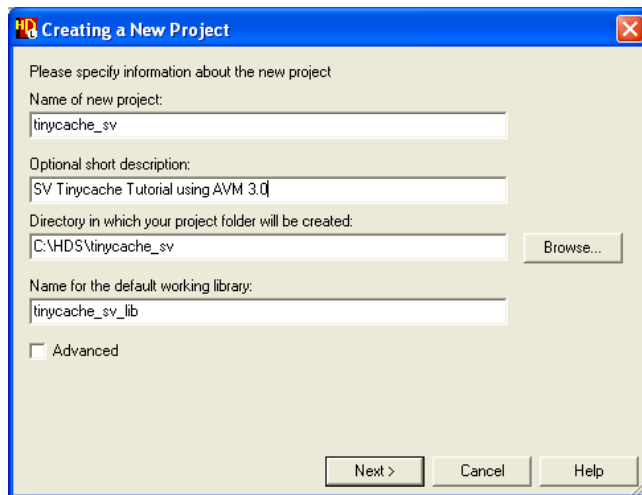 Creating a New Project
Please specify information about the new project
Name of new project:
tinycache_sv
Optional short description:
SV Tinycache Tutorial using AVM 3.0
Directory in which your project folder will be created:
C:\HDS\tinycache_sv
Browse...
Name for the default working library:
tinycache_sv_lib
Advanced
Next >
Cancel
Help